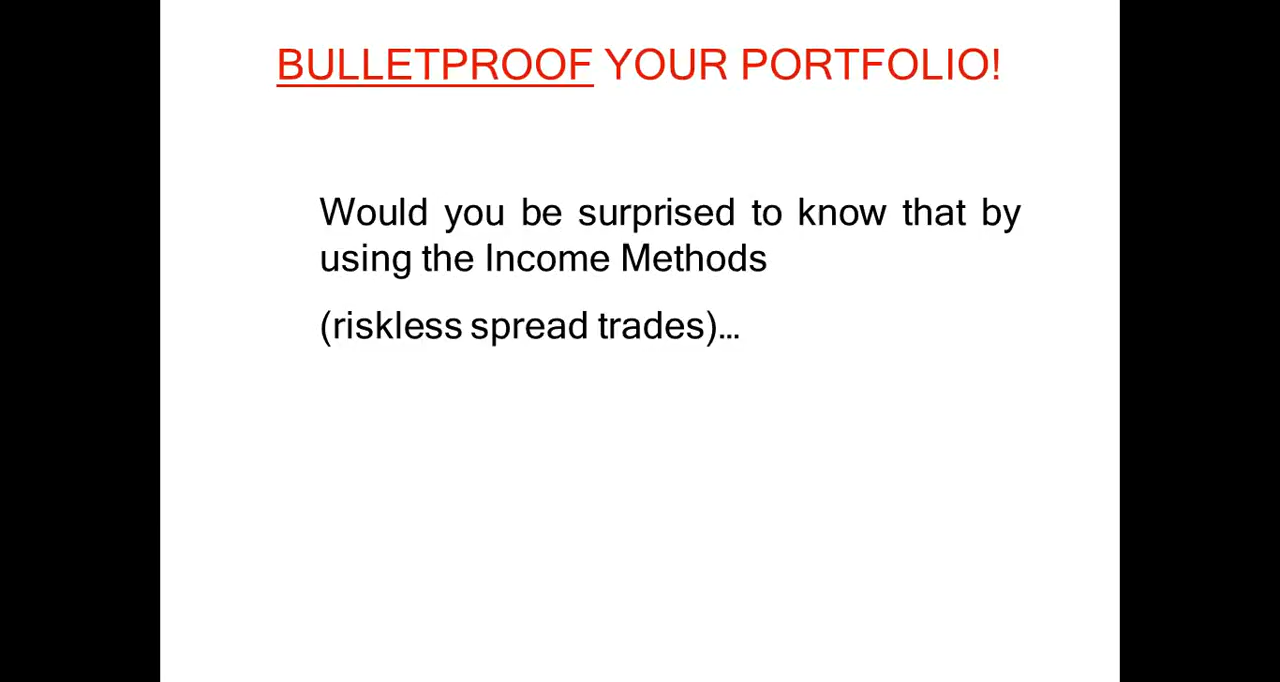 BULLETPROOF YOUR PORTFOLIO!
Would you be surprised to know that by
using the Income Methods
(riskless spread trades)...